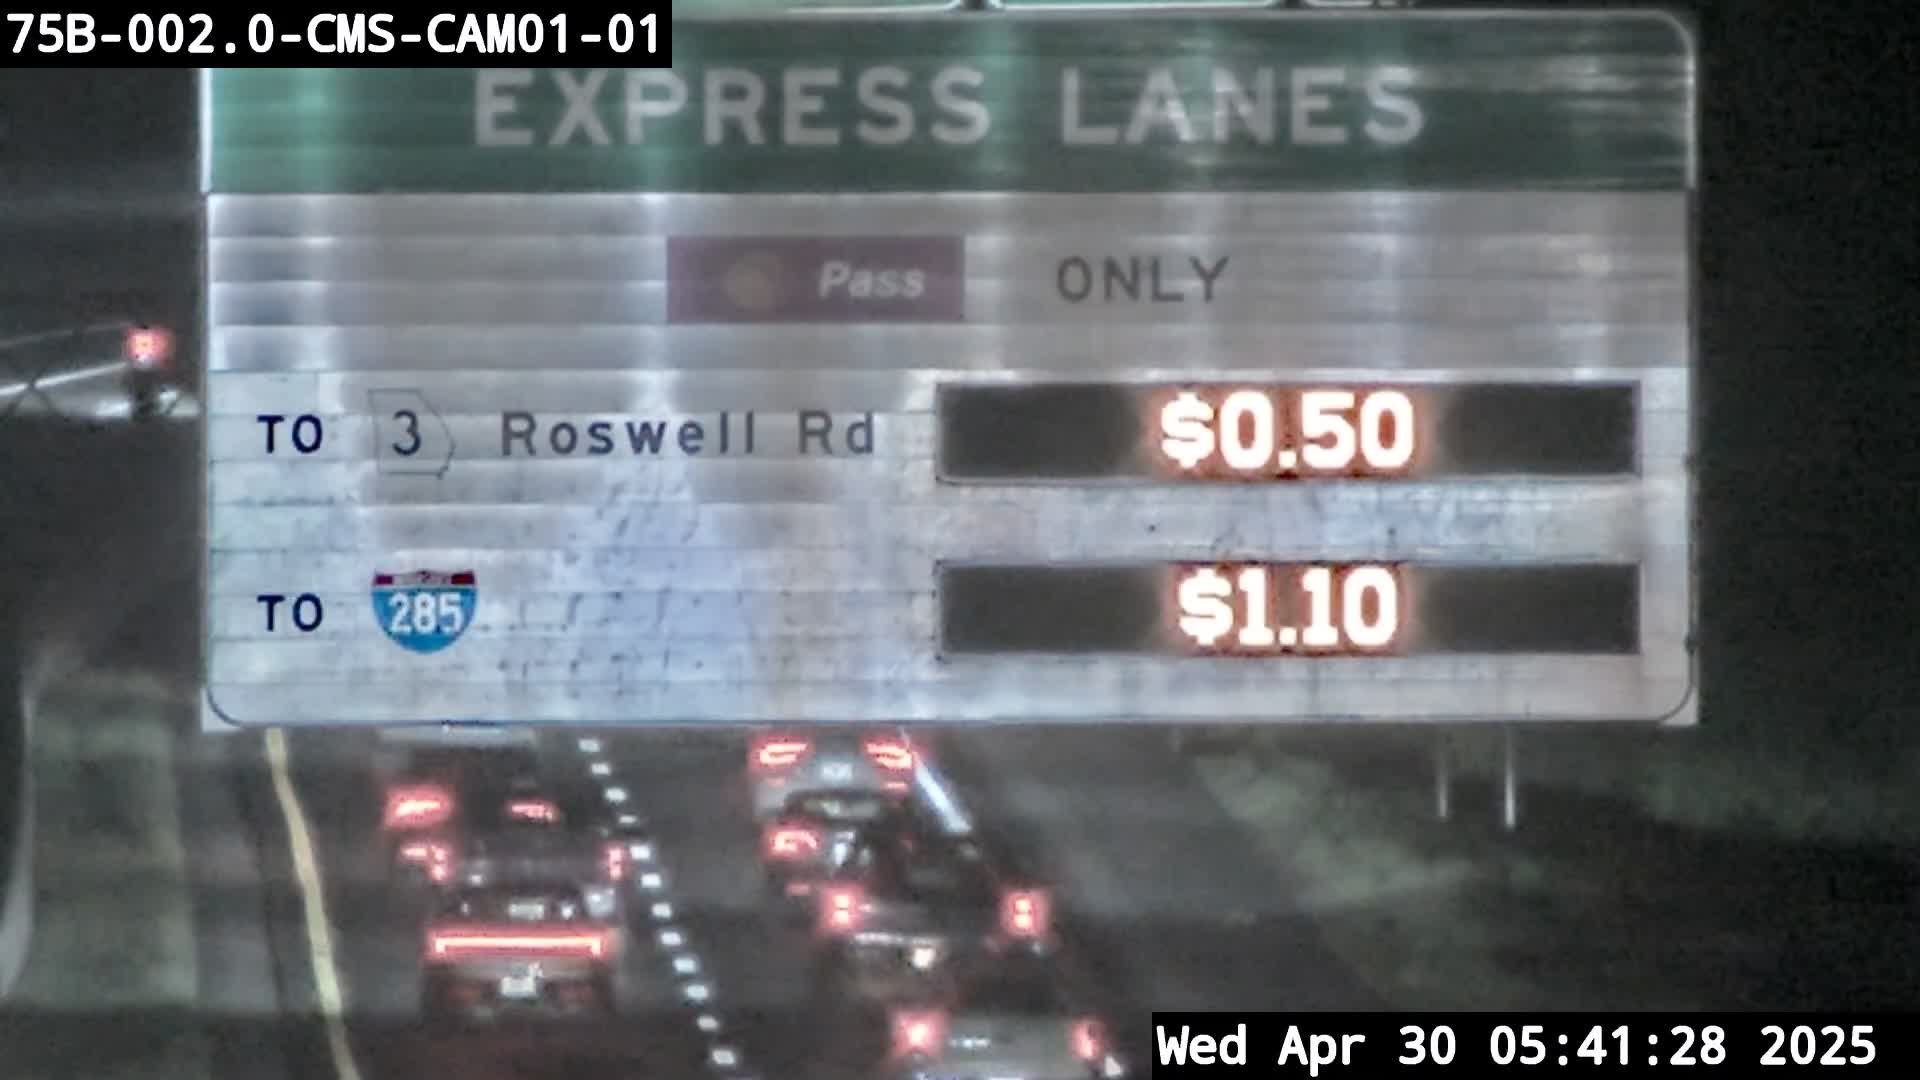 75B-002.0-CMS-CAM01-01
EXPRESS LANES
Pass ONLY
TO 3 Roswell Rd $0.50
TO 285 $1.10
Wed Apr 30 05:41:28 2025